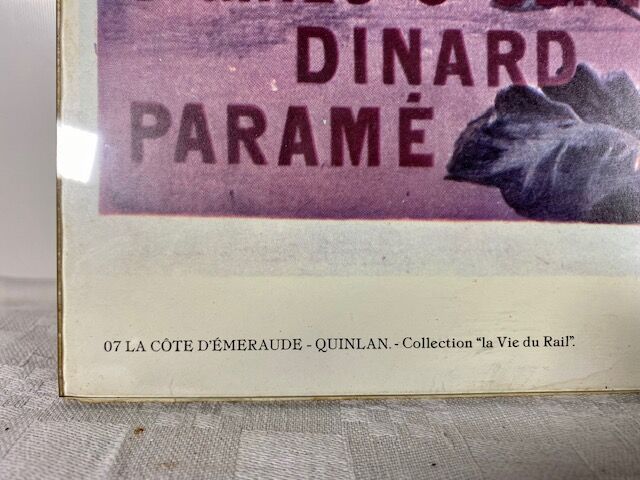 DINARD
PARAMÉ
07 LA CÔTE D'ÉMERAUDE - QUINLAN. - Collection "la Vie du Rail".